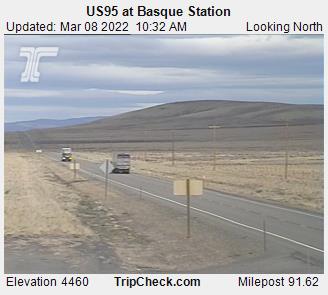 US95 at Basque Station
Updated: Mar 08 2022 10:32 AM Looking North
Elevation 4460 TripCheck.com Milepost 91.62